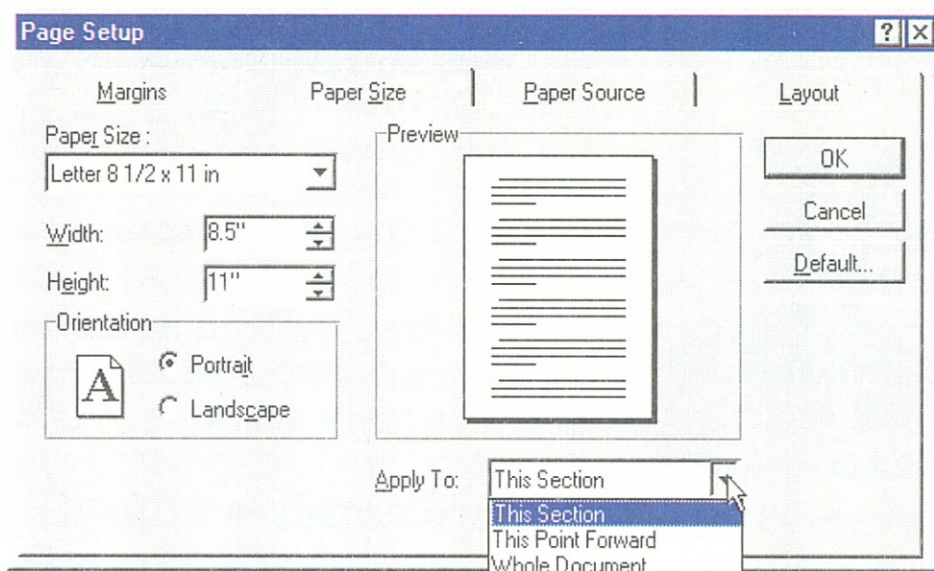 Page Setup
Margins
Paper Size
Paper Source
Layout
Paper Size :
Letter 8 1/2 x 11 in
Width:
8.5"
Height:
11"
Orientation
A
Portrait
Landscape
Preview
OK
Cancel
Default...
Apply To:
This Section
This Section
This Point Forward
Whole Document